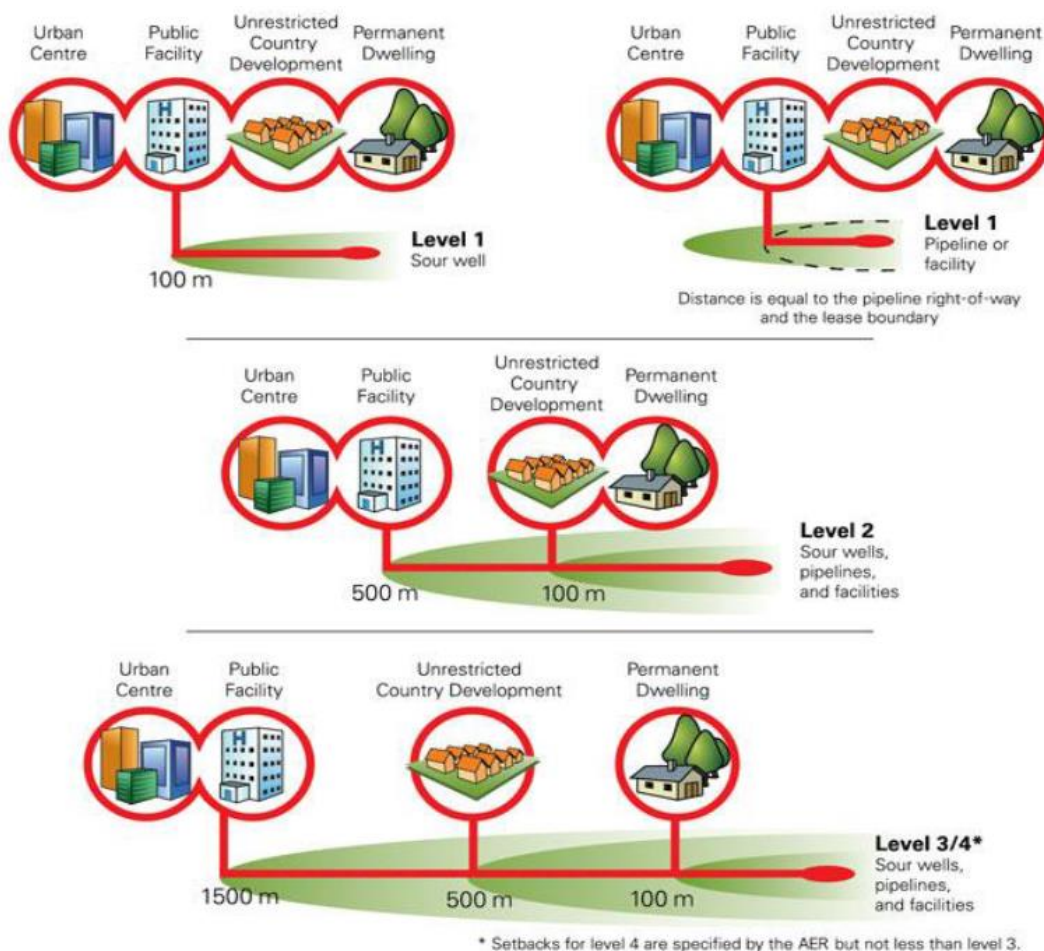 Urban
Centre
Public
Facility
Unrestricted
Country
Development
Permanent
Dwelling
H
Level 1
Sour well
100 m
Urban
Centre
Public
Facility
Unrestricted
Country
Development
Permanent
Dwelling
H
Level 1
Pipeline or
facility
Distance is equal to the pipeline right-of-way
and the lease boundary
Urban
Centre
Public
Facility
Unrestricted
Country
Development
Permanent
Dwelling
H
Level 2
Sour wells,
pipelines,
and facilities
500 m
100 m
Urban
Centre
Public
Facility
Unrestricted
Country Development
Permanent
Dwelling
H
Level 3/4*
Sour wells,
pipelines,
and facilities
1500 m
500 m
100 m
* Setbacks for level 4 are specified by the AER but not less than level 3.